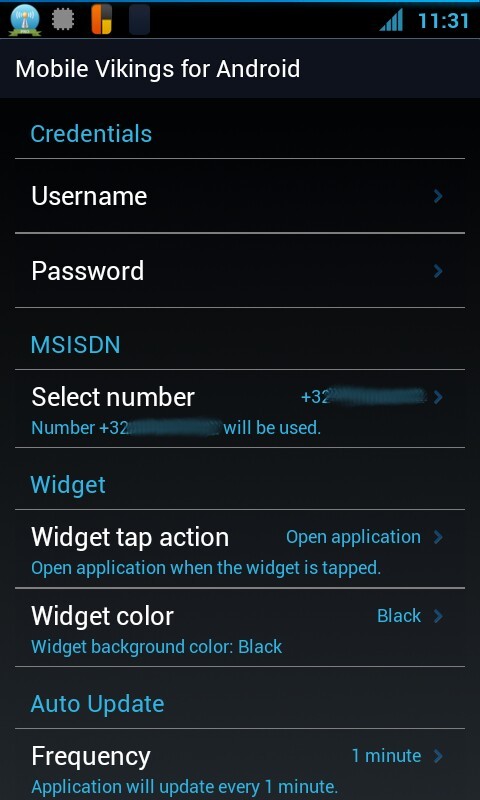 11:31
Mobile Vikings for Android
Credentials
Username
Password
MSISDN
Select number +32
Number +32 will be used.
Widget
Widget tap action Open application
Open application when the widget is tapped.
Widget color Black
Widget background color: Black
Auto Update
Frequency 1 minute
Application will update every 1 minute.